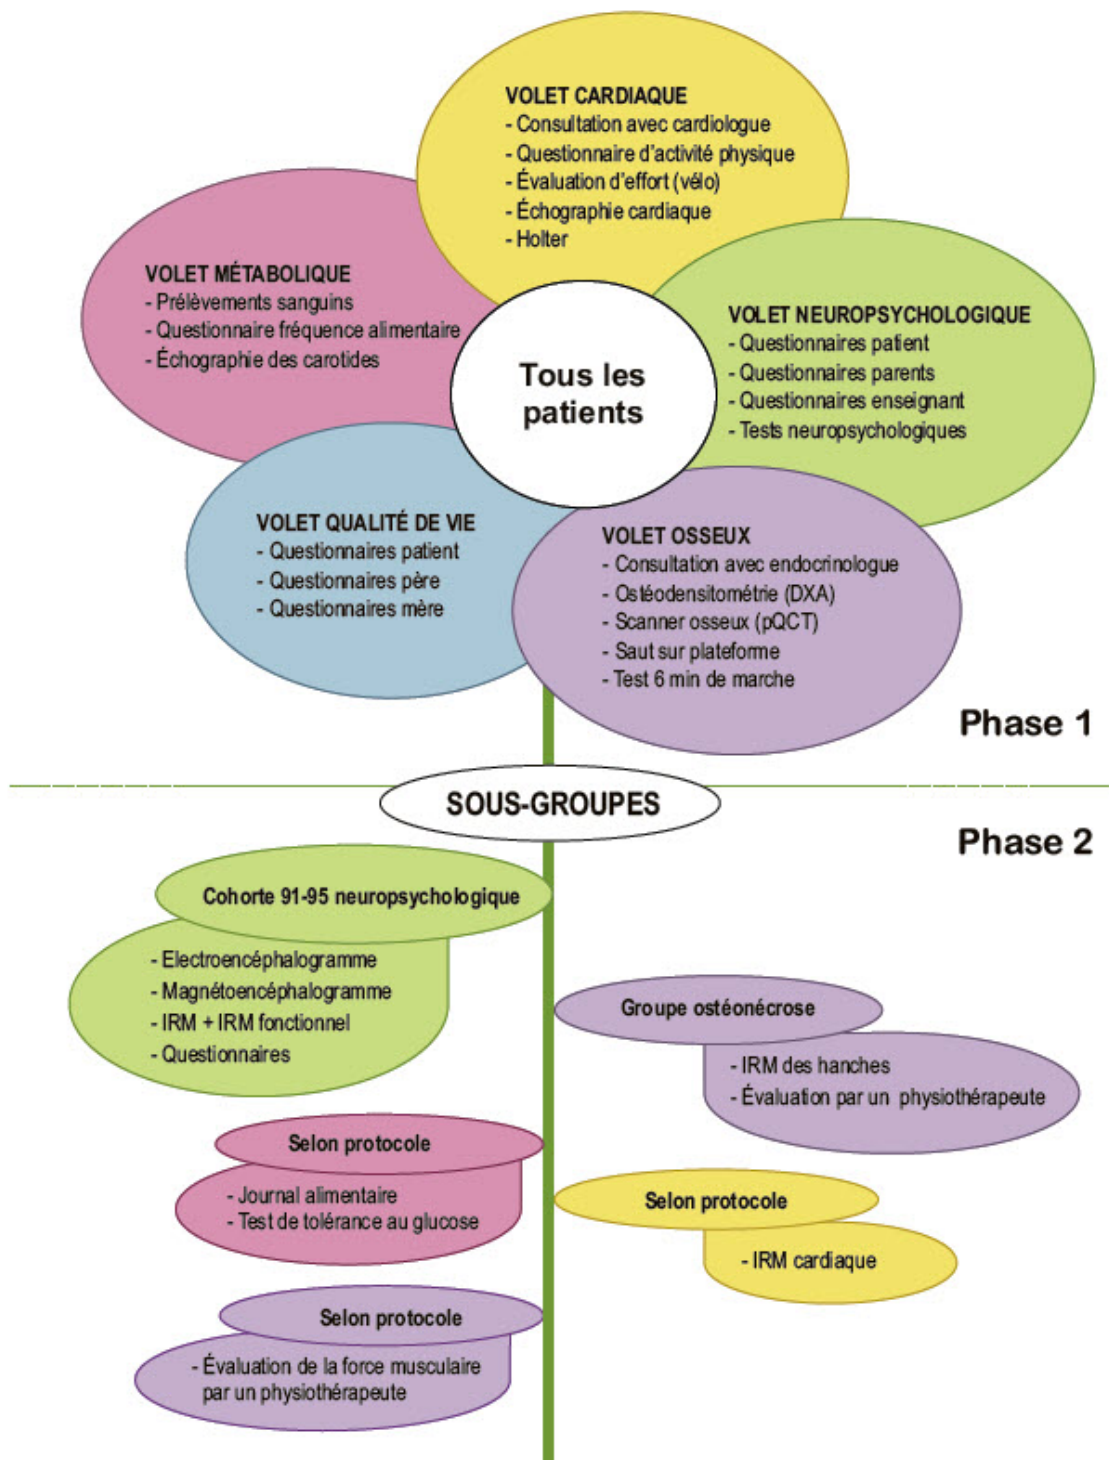 VOLET CARDIAQUE
- Consultation avec cardiologue
- Questionnaire d'activité physique
- Évaluation d'effort (vélo)
- Échographie cardiaque
- Holter
VOLET MÉTABOLIQUE
- Prélèvements sanguins
- Questionnaire fréquence alimentaire
- Échographie des carotides
VOLET NEUROPSYCHOLOGIQUE
- Questionnaires patient
- Questionnaires parents
- Questionnaires enseignant
- Tests neuropsychologiques
Tous les
patients
VOLET QUALITÉ DE VIE
- Questionnaires patient
- Questionnaires père
- Questionnaires mère
VOLET OSSEUX
- Consultation avec endocrinologue
- Ostéodensitométrie (DXA)
- Scanner osseux (pQCT)
- Saut sur plateforme
- Test 6 min de marche
Phase 1
SOUS-GROUPES
Phase 2
Cohorte 91-95 neuropsychologique
- Electroencéphalogramme
- Magnétoencéphalogramme
- IRM + IRM fonctionnel
- Questionnaires
Groupe ostéonécrose
- IRM des hanches
- Évaluation par un physiothérapeute
Selon protocole
- Journal alimentaire
- Test de tolérance au glucose
Selon protocole
- IRM cardiaque
Selon protocole
- Évaluation de la force musculaire
par un physiothérapeute